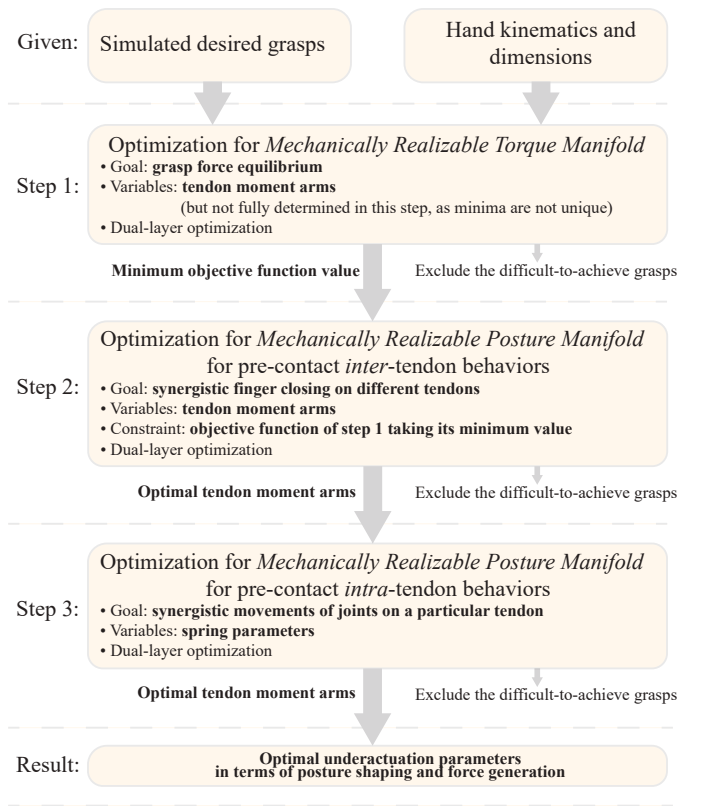 Given:
Simulated desired grasps
Hand kinematics and
dimensions
Step 1:
Optimization for Mechanically Realizable Torque Manifold
• Goal: grasp force equilibrium
• Variables: tendon moment arms
(but not fully determined in this step, as minima are not unique)
• Dual-layer optimization
Minimum objective function value
Exclude the difficult-to-achieve grasps
Step 2:
Optimization for Mechanically Realizable Posture Manifold
for pre-contact inter-tendon behaviors
• Goal: synergistic finger closing on different tendons
• Variables: tendon moment arms
• Constraint: objective function of step 1 taking its minimum value
• Dual-layer optimization
Optimal tendon moment arms
Exclude the difficult-to-achieve grasps
Step 3:
Optimization for Mechanically Realizable Posture Manifold
for pre-contact intra-tendon behaviors
• Goal: synergistic movements of joints on a particular tendon
• Variables: spring parameters
• Dual-layer optimization
Optimal tendon moment arms
Exclude the difficult-to-achieve grasps
Result:
Optimal underactuation parameters
in terms of posture shaping and force generation